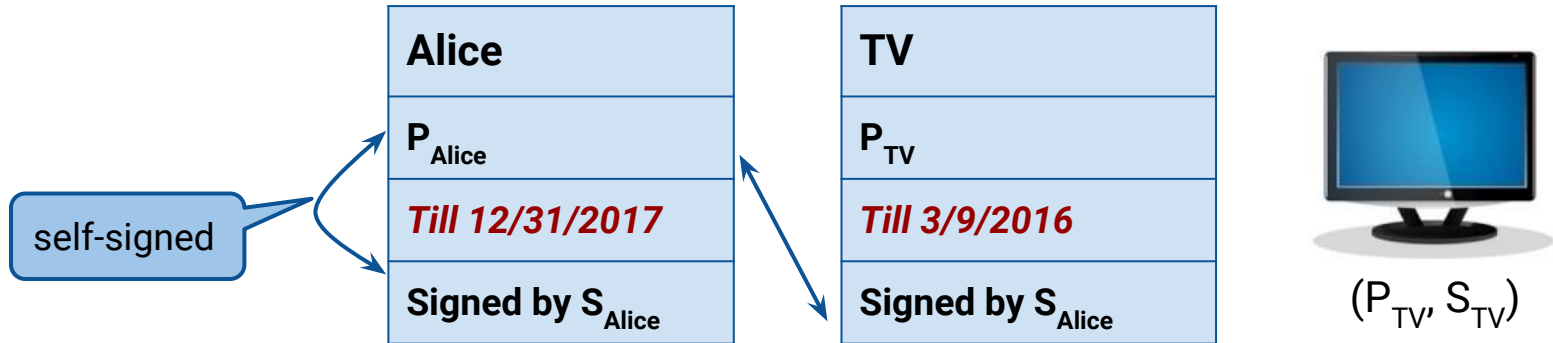 self-signed
Alice
P_Alice
Till 12/31/2017
Signed by S_Alice
TV
P_TV
Till 3/9/2016
Signed by S_Alice
(P_TV, S_TV)